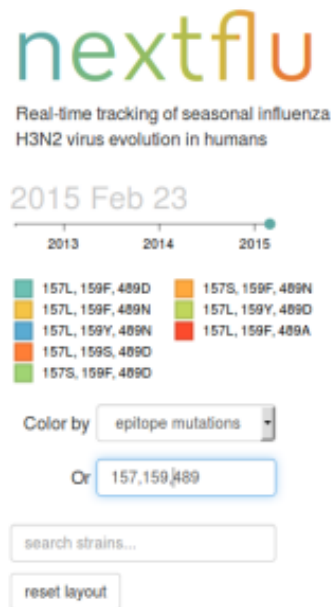 nextflu
Real-time tracking of seasonal influenza
H3N2 virus evolution in humans
2015 Feb 23
2013 2014 2015
157L, 159F, 489D 157S, 159F, 489N
157L, 159F, 489N 157L, 159Y, 489D
157L, 159Y, 489N 157L, 159F, 489A
157L, 159S, 489D
157S, 159F, 489D
Color by epitope mutations
Or 157,159,489
search strains...
reset layout